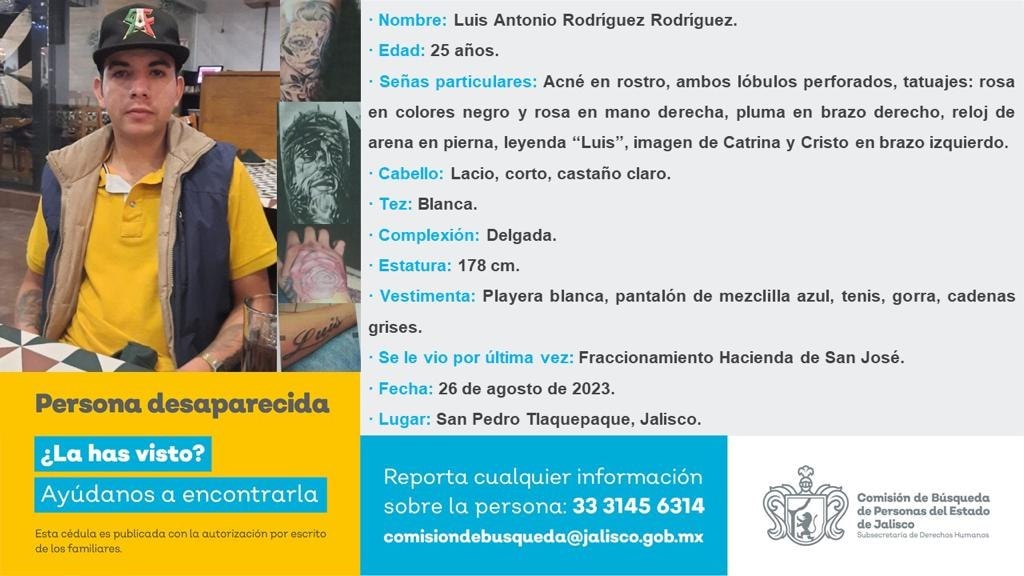 · Nombre: Luis Antonio Rodríguez Rodríguez.
· Edad: 25 años.
· Señas particulares: Acné en rostro, ambos lóbulos perforados, tatuajes: rosa
en colores negro y rosa en mano derecha, pluma en brazo derecho, reloj de
arena en pierna, leyenda “Luis”, imagen de Catrina y Cristo en brazo izquierdo.
· Cabello: Lacio, corto, castaño claro.
· Tez: Blanca.
· Complexión: Delgada.
· Estatura: 178 cm.
· Vestimenta: Playera blanca, pantalón de mezclilla azul, tenis, gorra, cadenas
grises.
· Se le vio por última vez: Fraccionamiento Hacienda de San José.
· Fecha: 26 de agosto de 2023.
· Lugar: San Pedro Tlaquepaque, Jalisco.
Luis
Persona desaparecida
¿La has visto?
Ayúdanos a encontrarla
Esta cédula es publicada con la autorización por escrito
de los familiares.
Reporta cualquier información
sobre la persona: 33 3145 6314
comisiondebusqueda@jalisco.gob.mx
Comisión de Búsqueda
de Personas del Estado
de Jalisco
Subsecretaría de Derechos Humanos